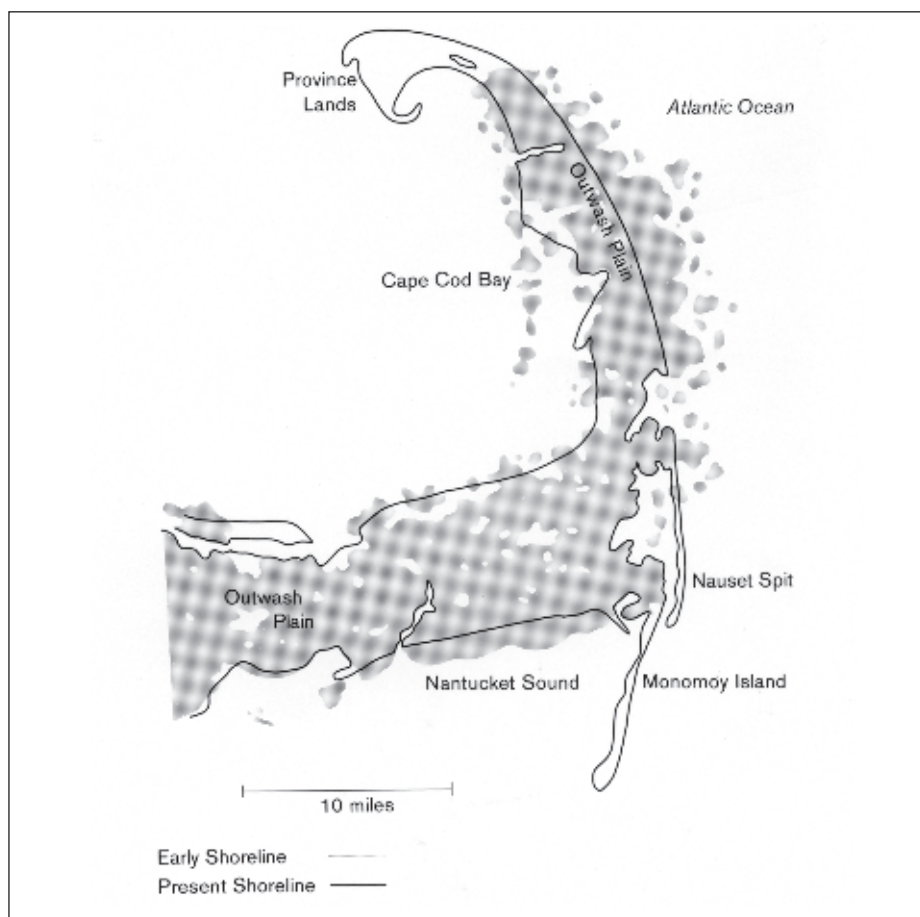 Province
Lands
Atlantic Ocean
Outwash Plain
Cape Cod Bay
Outwash
Plain
Nauset Spit
Nantucket Sound
Monomoy Island
10 miles
Early Shoreline
Present Shoreline